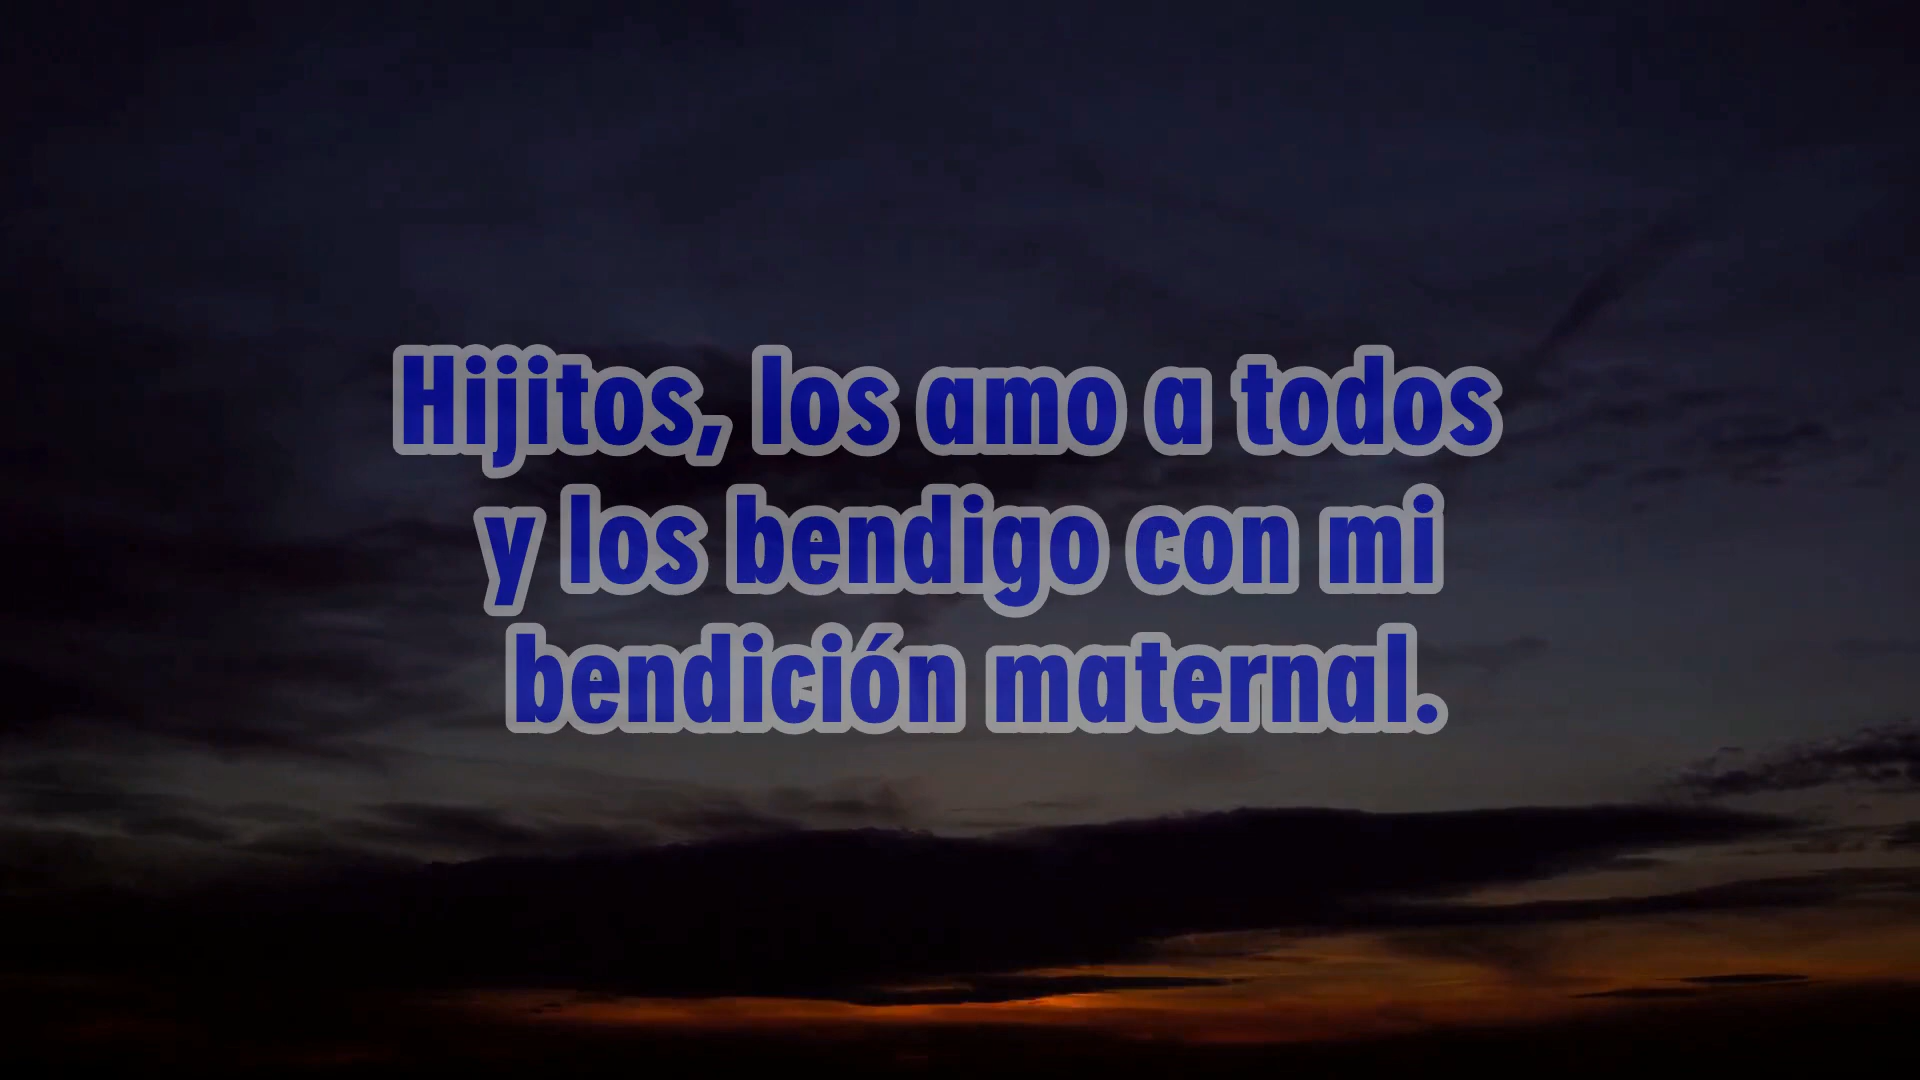 Hijitos, los amo a todos
y los bendigo con mi
bendición maternal.